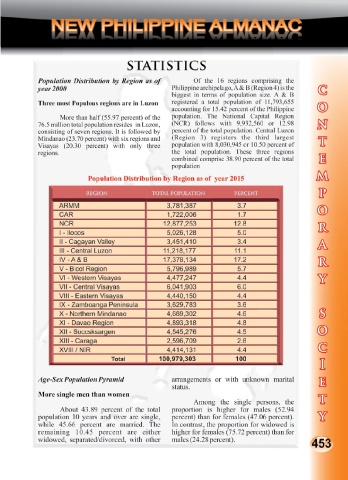 NEW PHILIPPINE ALMANAC
STATISTICS
Population Distribution by Region as of
year 2000
Three most Populous regions are in Luzon
More than half (55.97 percent) of the
76.5 million total population resides in Luzon,
consisting of seven regions. It is followed by
Mindanao (23.70 percent) with six regions and
Visayas (20.30 percent) with only three
regions.
Of the 16 regions comprising the
Philippine archipelago, A & B (Region 4) is the
biggest in terms of population size. A & B
registered a total population of 11,793,655
accounting for 15.42 percent of the Philippine
population. The National Capital Region
(NCR) follows with 9,932,560 or 12.98
percent of the total population. Central Luzon
(Region 3) registers the third largest
population with 8,030,945 or 10.50 percent of
the total population. These three regions
combined comprise 38.90 percent of the total
population
Population Distribution by Region as of year 2015
REGION TOTAL POPULATION PERCENT
ARMM 3,781,387 3.7
CAR 1,722,006 1.7
NCR 12,877,253 12.8
I - Ilocos 5,026,128 5.0
II - Cagayan Valley 3,451,410 3.4
III - Central Luzon 11,218,177 11.1
IV - A & B 17,378,134 17.2
V - Bicol Region 5,796,989 5.7
VI - Western Visayas 4,477,247 4.4
VII - Central Visayas 6,041,903 6.0
VIII - Eastern Visayas 4,440,150 4.4
IX - Zamboanga Peninsula 3,629,783 3.6
X - Northern Mindanao 4,689,302 4.6
XI - Davao Region 4,893,318 4.8
XII - Soccsksargen 4,545,276 4.5
XIII - Caraga 2,596,709 2.6
XVIII / NIR 4,414,131 4.4
Total 100,979,303 100
Age-Sex Population Pyramid
More single men than women
About 43.89 percent of the total
population 10 years and over are single,
while 45.66 percent are married. The
remaining 10.45 percent are either
widowed, separated/divorced, with other
arrangements or with unknown marital
status.
Among the single persons, the
proportion is higher for males (52.94
percent) than for females (47.06 percent).
In contrast, the proportion for widowed is
higher for females (75.72 percent) than for
males (24.28 percent).
CONTEMPORARY SOCIETY
453